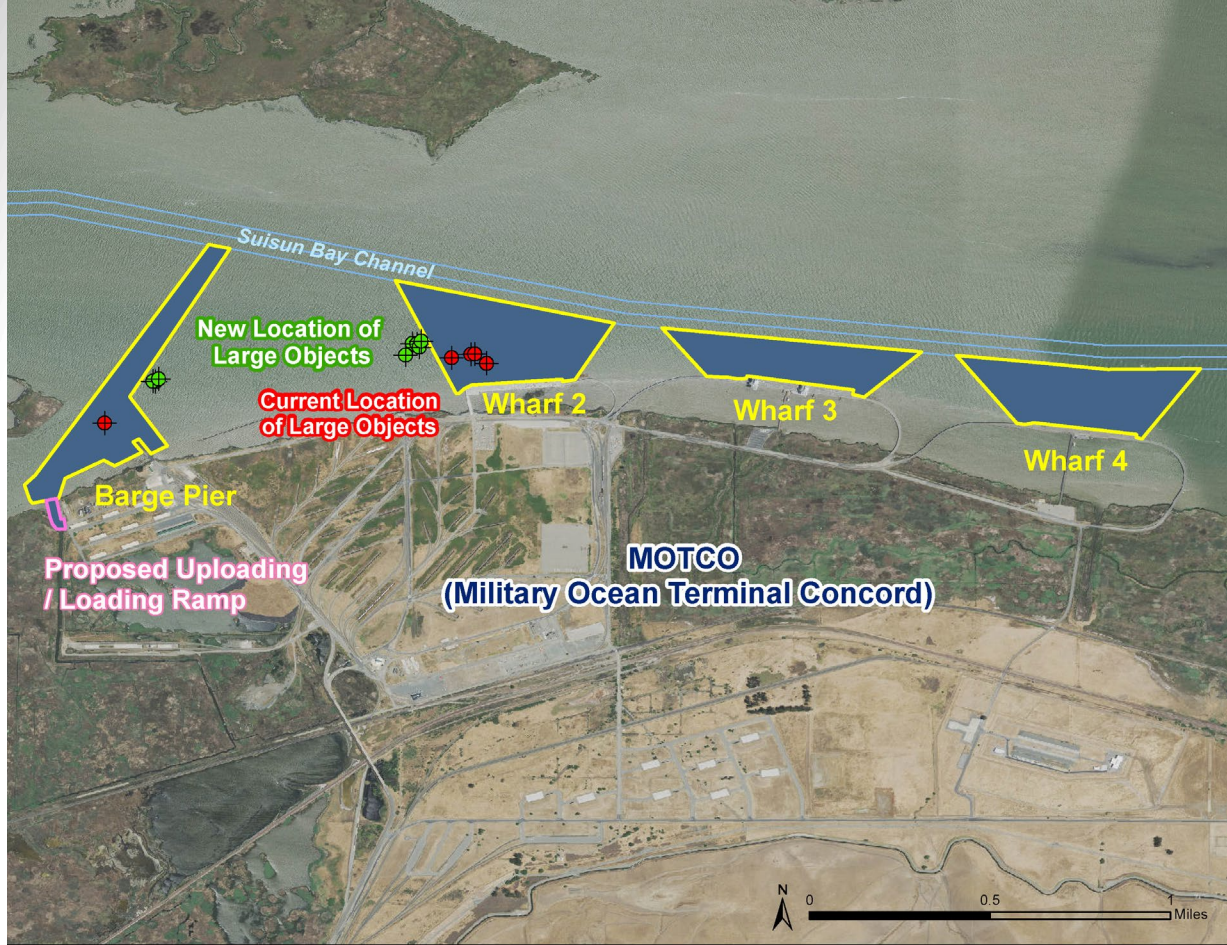 Suisun Bay Channel
New Location of
Large Objects
Current Location
of Large Objects
Wharf 2
Wharf 3
Wharf 4
Barge Pier
Proposed Uploading
/ Loading Ramp
MOTCO
(Military Ocean Terminal Concord)
N
0
0.5
1
Miles